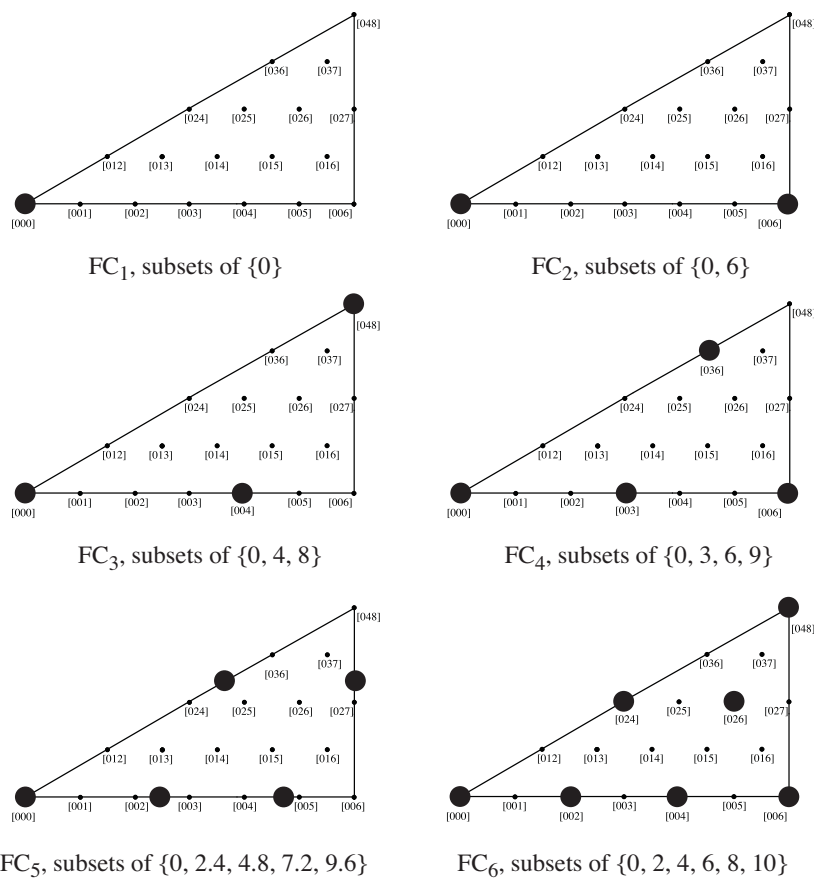 [048]
[036] [037]
[024] [025] [026] [027]
[012] [013] [014] [015] [016]
[000] [001] [002] [003] [004] [005] [006]
FC1, subsets of {0}
[048]
[036] [037]
[024] [025] [026] [027]
[012] [013] [014] [015] [016]
[000] [001] [002] [003] [004] [005] [006]
FC2, subsets of {0, 6}
[048]
[036] [037]
[024] [025] [026] [027]
[012] [013] [014] [015] [016]
[000] [001] [002] [003] [004] [005] [006]
FC3, subsets of {0, 4, 8}
[048]
[036] [037]
[024] [025] [026] [027]
[012] [013] [014] [015] [016]
[000] [001] [002] [003] [004] [005] [006]
FC4, subsets of {0, 3, 6, 9}
[048]
[036] [037]
[024] [025] [026] [027]
[012] [013] [014] [015] [016]
[000] [001] [002] [003] [004] [005] [006]
FC5, subsets of {0, 2.4, 4.8, 7.2, 9.6}
[048]
[036] [037]
[024] [025] [026] [027]
[012] [013] [014] [015] [016]
[000] [001] [002] [003] [004] [005] [006]
FC6, subsets of {0, 2, 4, 6, 8, 10}